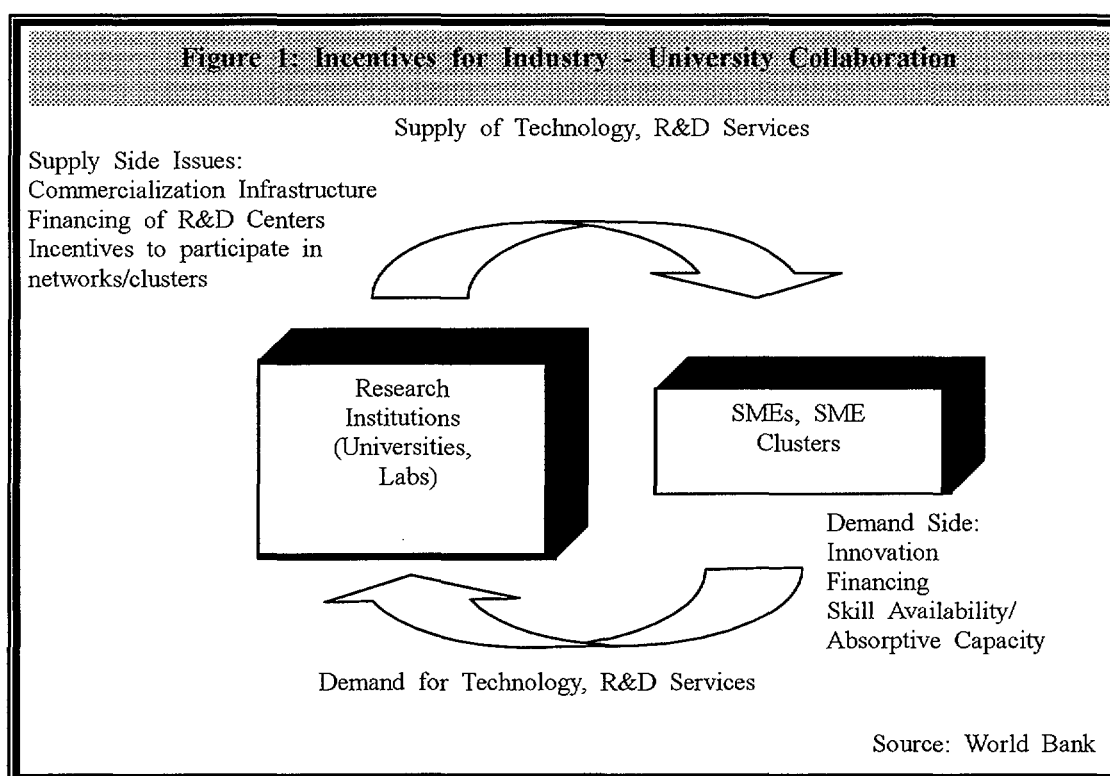 Figure 1: Incentives for Industry - University Collaboration
Supply of Technology, R&D Services
Supply Side Issues:
Commercialization Infrastructure
Financing of R&D Centers
Incentives to participate in
networks/clusters
Research
Institutions
(Universities,
Labs)
SMEs, SME
Clusters
Demand Side:
Innovation
Financing
Skill Availability/
Absorptive Capacity
Demand for Technology, R&D Services
Source: World Bank